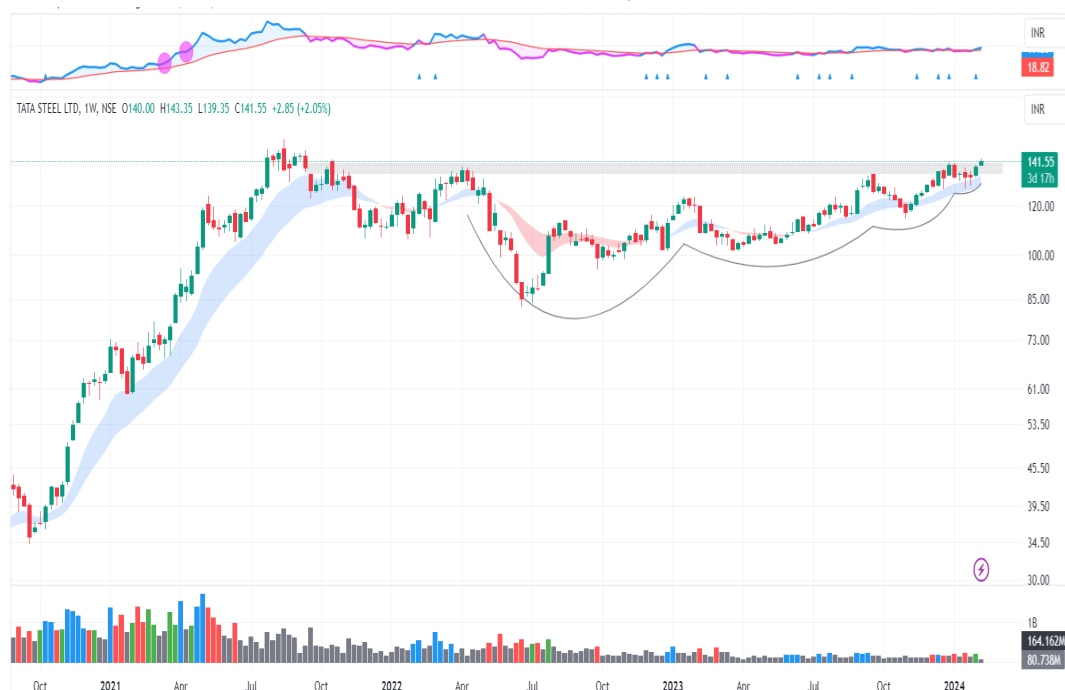 INR
18.82
TATA STEEL LTD, 1W, NSE O140.00 H143.35 L139.35 C141.55 +2.85 (+2.05%)
INR
141.55
3d 17h
120.00
100.00
85.00
73.00
61.00
53.50
45.50
39.50
34.50
30.00
1B
164.162M
80.738M
Oct 2021 Apr Jul Oct 2022 Apr Jul Oct 2023 Apr Jul Oct 2024